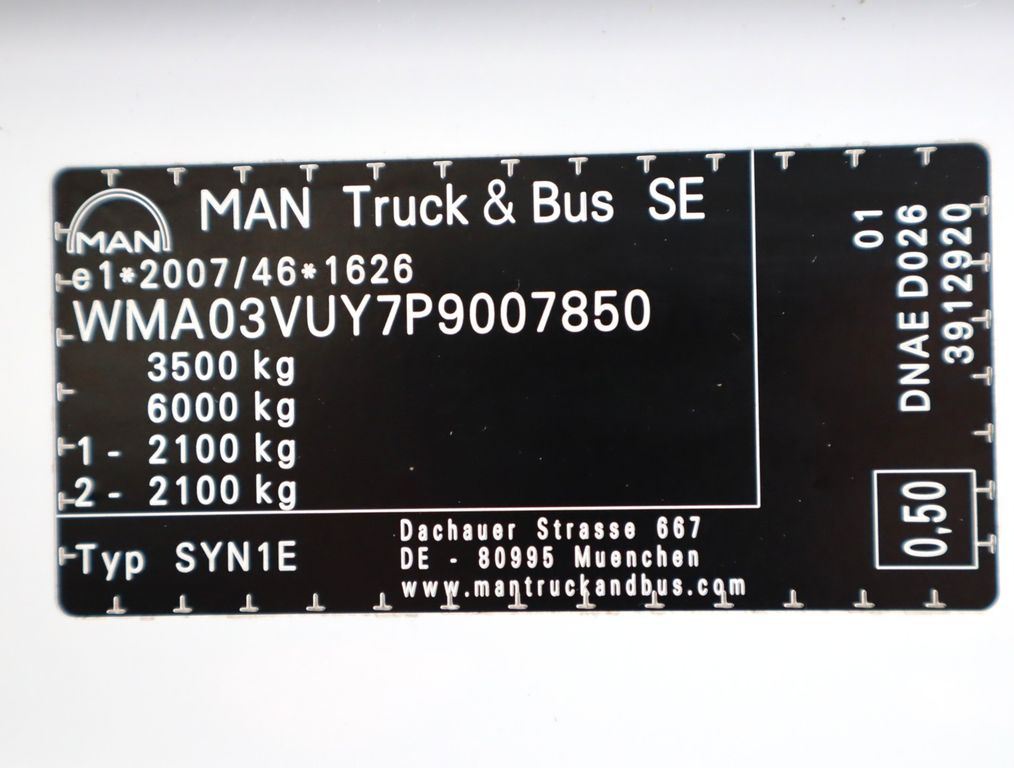 MAN Truck & Bus SE
MAN
e1*2007/46*1626
WMA03VUY7P9007850
3500 kg
6000 kg
1 - 2100 kg
2 - 2100 kg
Typ SYN1E
Dachauer Strasse 667
DE - 80995 Muenchen
www.mantruckandbus.com
01
DNAE D026
39129920
0,50